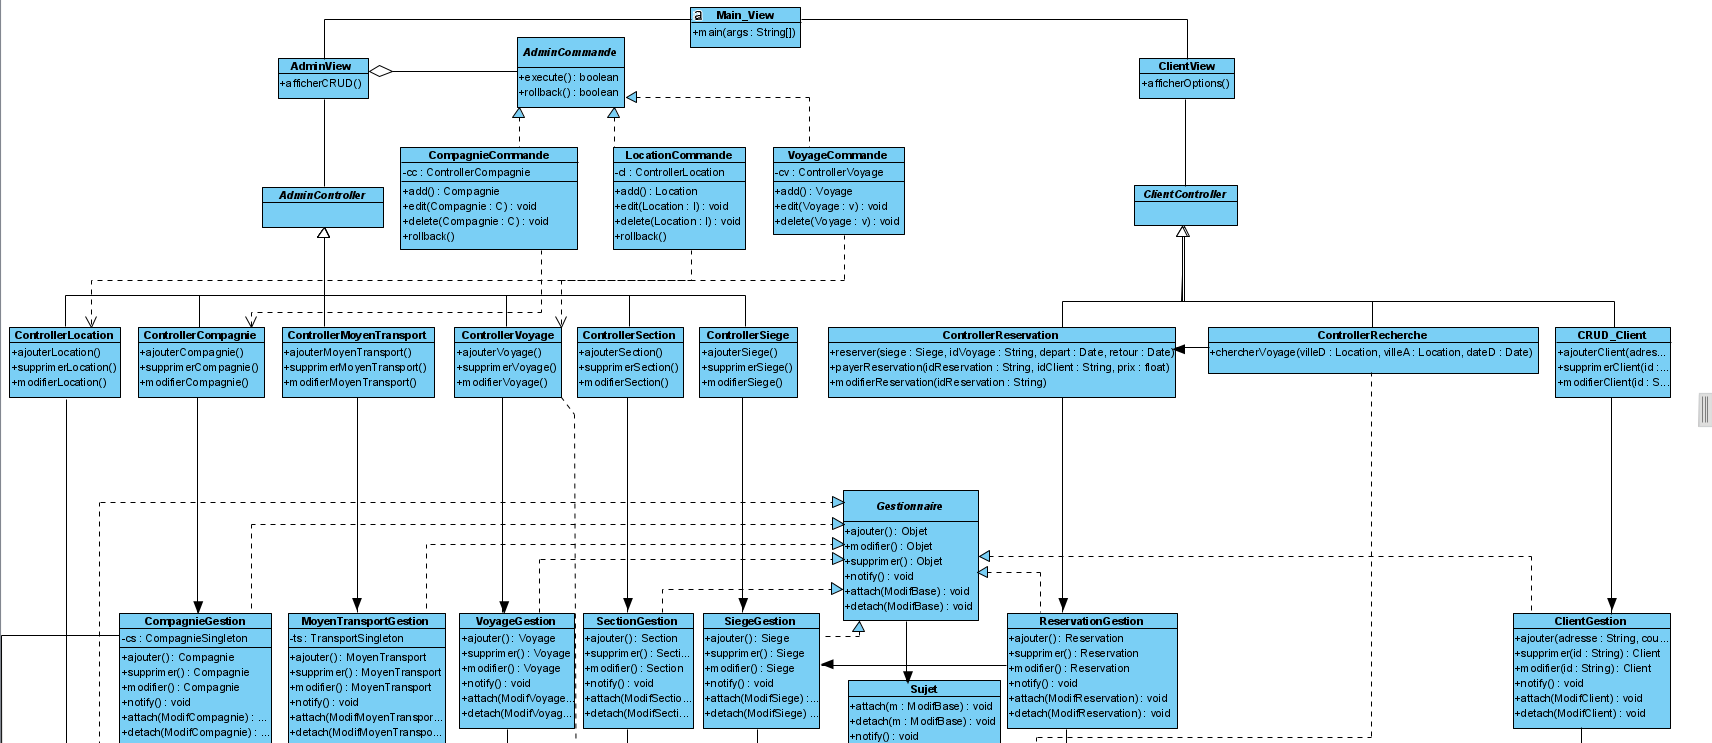 a Main_View
+main(args : String[])
AdminView
+afficherCRUD()
AdminCommande
+execute() : boolean
+rollback() : boolean
ClientView
+afficherOptions()
CompagnieCommande
-cc : ControllerCompagnie
+add() : Compagnie
+edit(Compagnie : C) : void
+delete(Compagnie : C) : void
+rollback()
LocationCommande
-cl : ControllerLocation
+add() : Location
+edit(Location : l) : void
+delete(Location : l) : void
+rollback()
VoyageCommande
-cv : ControllerVoyage
+add() : Voyage
+edit(Voyage : v) : void
+delete(Voyage : v) : void
AdminController
ClientController
ControllerLocation
+ajouterLocation()
+supprimerLocation()
+modifierLocation()
ControllerCompagnie
+ajouterCompagnie()
+supprimerCompagnie()
+modifierCompagnie()
ControllerMoyenTransport
+ajouterMoyenTransport()
+supprimerMoyenTransport()
+modifierMoyenTransport()
ControllerVoyage
+ajouterVoyage()
+supprimerVoyage()
+modifierVoyage()
ControllerSection
+ajouterSection()
+supprimerSection()
+modifierSection()
ControllerSiege
+ajouterSiege()
+supprimerSiege()
+modifierSiege()
ControllerReservation
+reserver(siege : Siege, idVoyage : String, depart : Date, retour : Date)
+payerReservation(idReservation : String, idClient : String, prix : float)
+modifierReservation(idReservation : String)
ControllerRecherche
+chercherVoyage(villeD : Location, villeA : Location, dateD : Date)
CRUD_Client
+ajouterClient(adres...
+supprimerClient(id :...
+modifierClient(id : S...
Gestionnaire
+ajouter() : Objet
+modifier() : Objet
+supprimer() : Objet
+notify() : void
+attach(ModifBase) : void
+detach(ModifBase) : void
CompagnieGestion
-cs : CompagnieSingleton
+ajouter() : Compagnie
+supprimer() : Compagnie
+modifier() : Compagnie
+notify() : void
+attach(ModifCompagnie) : ...
+detach(ModifCompagnie) : ...
MoyenTransportGestion
-ts : TransportSingleton
+ajouter() : MoyenTransport
+supprimer() : MoyenTransport
+modifier() : MoyenTransport
+notify() : void
+attach(ModifMoyenTranspor...
+detach(ModifMoyenTranspo...
VoyageGestion
+ajouter() : Voyage
+supprimer() : Voyage
+modifier() : Voyage
+notify() : void
+attach(ModifVoyage...
+detach(ModifVoyag...
SectionGestion
+ajouter() : Section
+supprimer() : Secti...
+modifier() : Section
+notify() : void
+attach(ModifSectio...
+detach(ModifSecti...
SiegeGestion
+ajouter() : Siege
+supprimer() : Siege
+modifier() : Siege
+notify() : void
+attach(ModifSiege) :...
+detach(ModifSiege) ...
Sujet
+attach(m : ModifBase) : void
+detach(m : ModifBase) : void
+notify() : void
ReservationGestion
+ajouter() : Reservation
+supprimer() : Reservation
+modifier() : Reservation
+notify() : void
+attach(ModifReservation) : void
+detach(ModifReservation) : void
ClientGestion
+ajouter(adresse : String, cou...
+supprimer(id : String) : Client
+modifier(id : String) : Client
+notify() : void
+attach(ModifClient) : void
+detach(ModifClient) : void